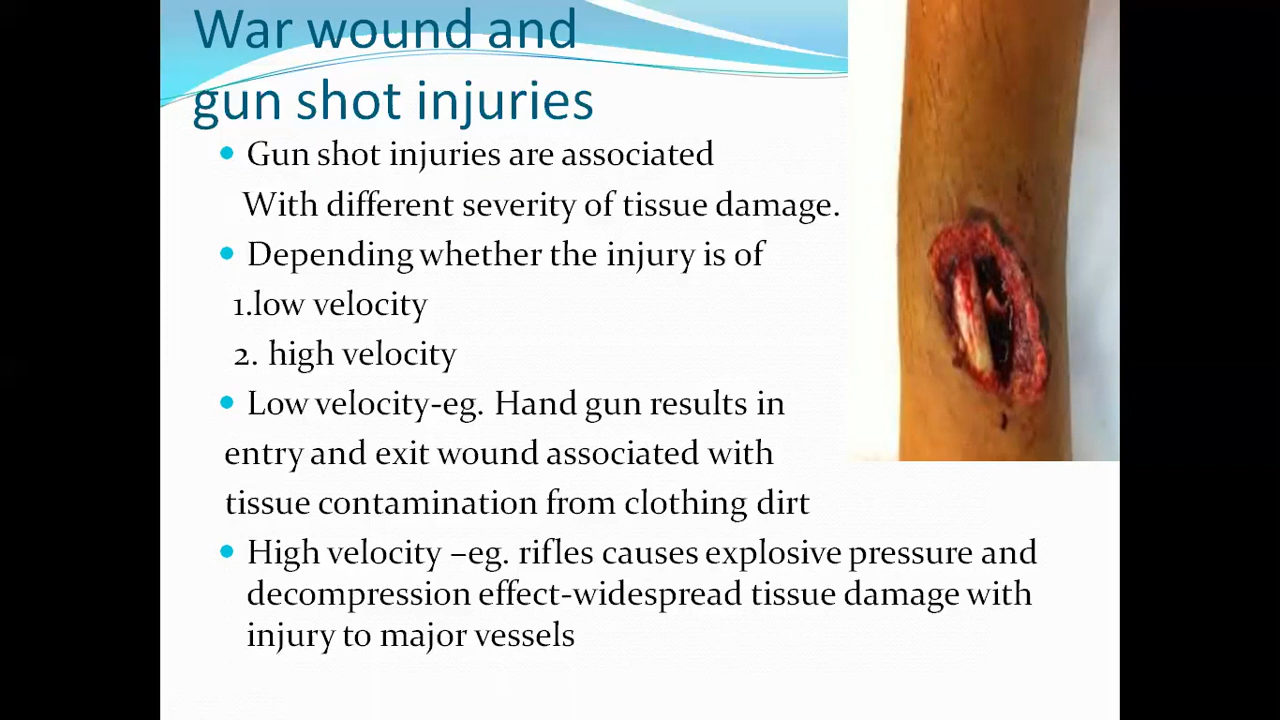 War wound and
gun shot injuries
• Gun shot injuries are associated
With different severity of tissue damage.
• Depending whether the injury is of
1.low velocity
2. high velocity
• Low velocity-eg. Hand gun results in
entry and exit wound associated with
tissue contamination from clothing dirt
• High velocity –eg. rifles causes explosive pressure and
decompression effect-widespread tissue damage with
injury to major vessels